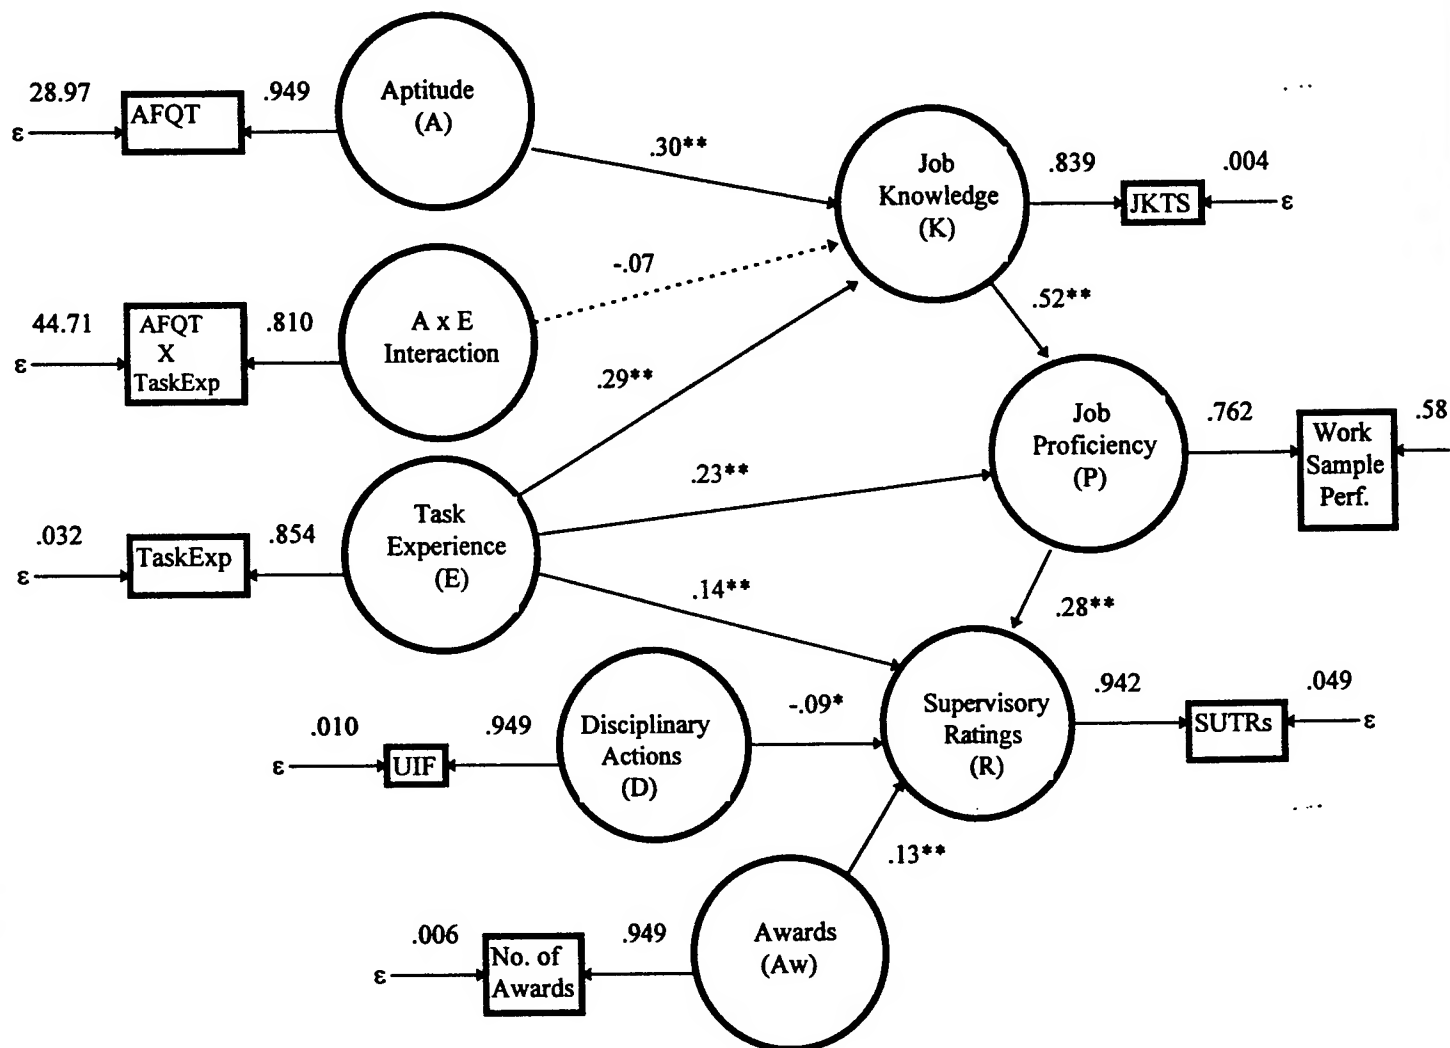 28.97
ε
AFQT
.949
Aptitude
(A)
.30**
Job
Knowledge
(K)
.839
JKTS
.004
ε
44.71
ε
AFQT
X
TaskExp
.810
A x E
Interaction
-.07
.29**
.52**
.032
ε
TaskExp
.854
Task
Experience
(E)
.23**
Job
Proficiency
(P)
.762
Work
Sample
Perf.
.58
.14**
.28**
.010
ε
UIF
.949
Disciplinary
Actions
(D)
-.09*
Supervisory
Ratings
(R)
.942
SUTRs
.049
ε
.13**
.006
ε
No. of
Awards
.949
Awards
(Aw)